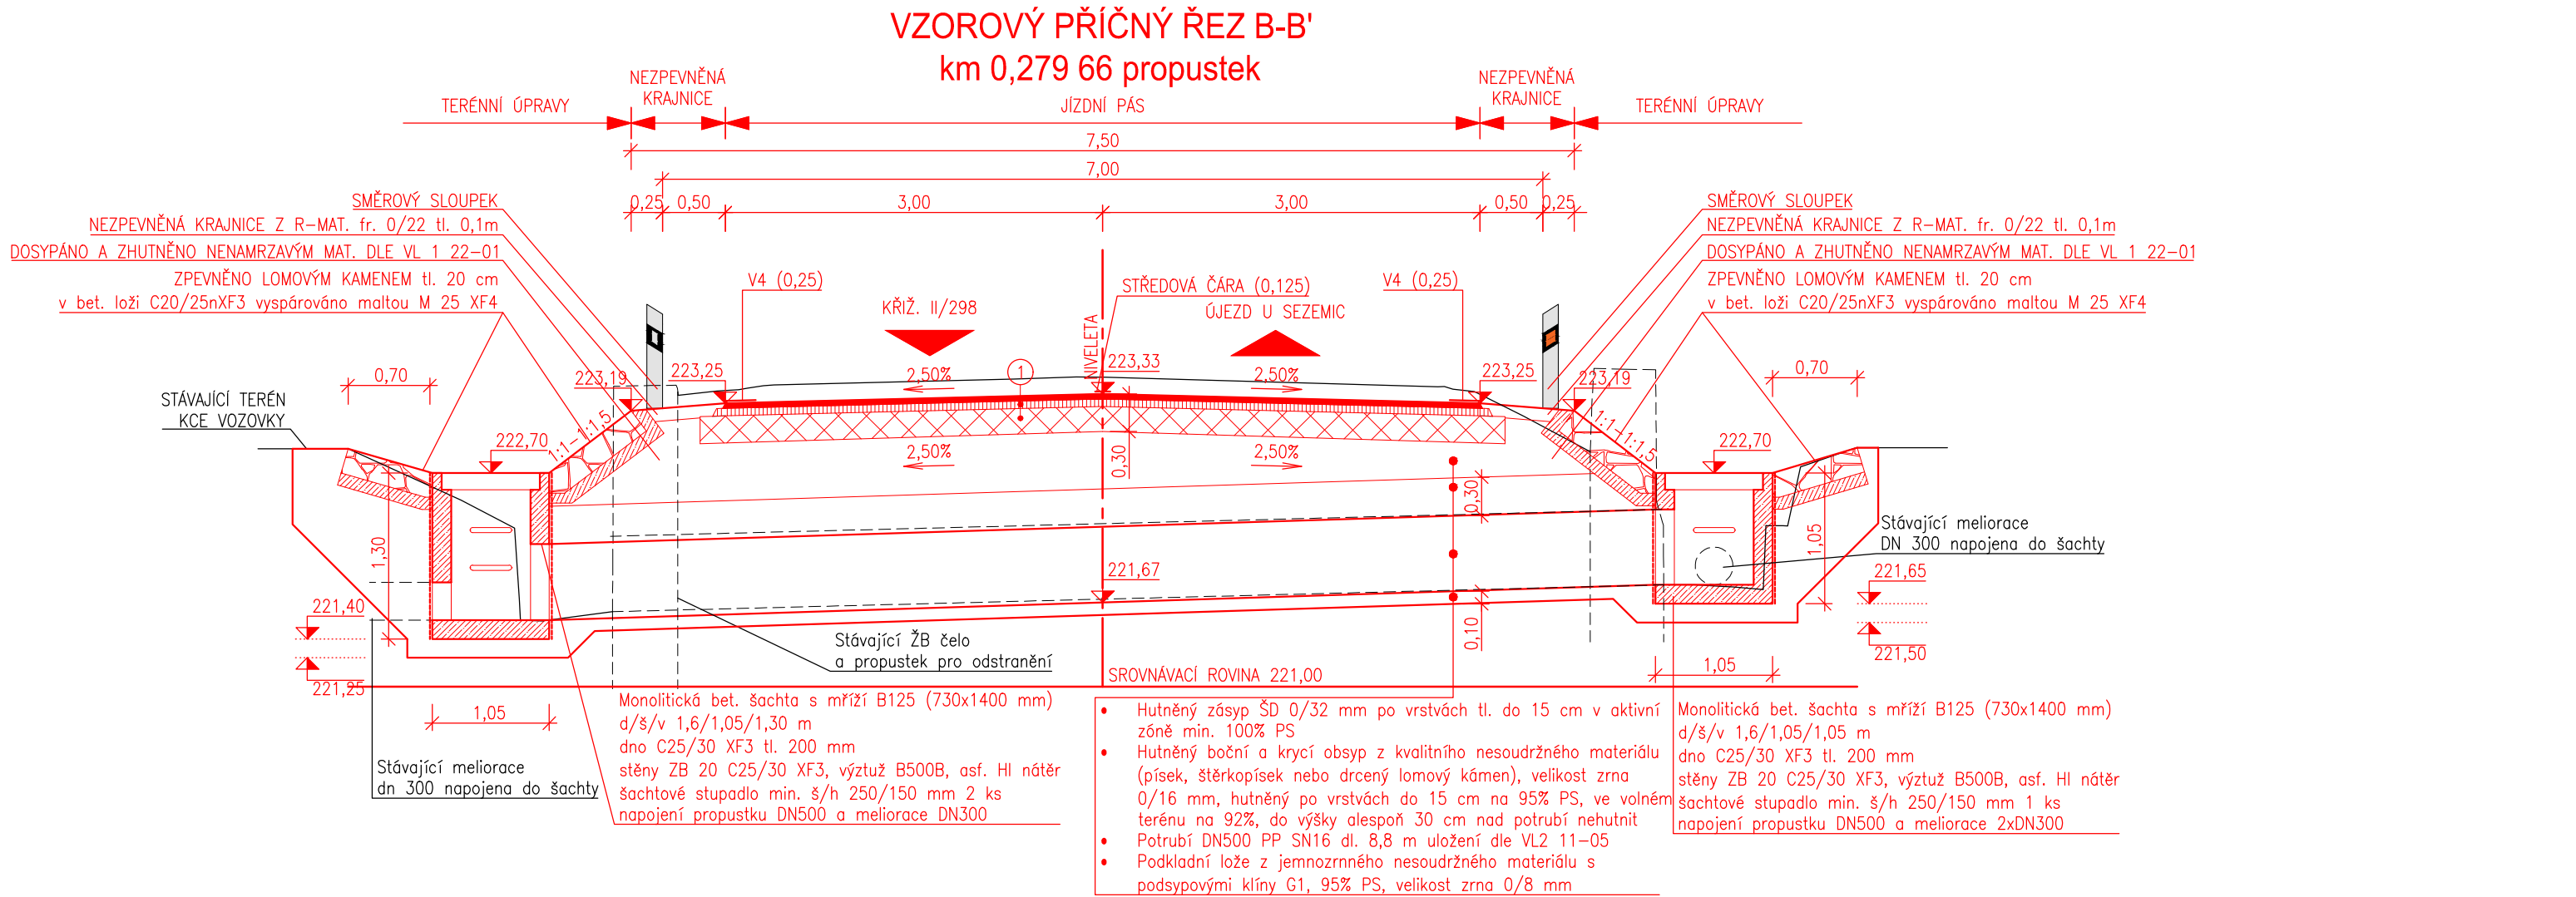 VZOROVÝ PŘÍČNÝ ŘEZ B-B'
km 0,279 66 propustek
NEZPEVNĚNÁ
KRAJNICE
NEZPEVNĚNÁ
KRAJNICE
TERÉNNÍ ÚPRAVY
JÍZDNÍ PÁS
TERÉNNÍ ÚPRAVY
7,50
7,00
0,25
0,50
3,00
3,00
0,50
0,25
SMĚROVÝ SLOUPEK
NEZPEVNĚNÁ KRAJNICE Z R-MAT. fr. 0/22 tl. 0,1m
DOSYPÁNO A ZHUTNĚNO NENAMRZAVÝM MAT. DLE VL 1 22-01
ZPEVNĚNO LOMOVÝM KAMENEM tl. 20 cm
v bet. loži C20/25nXF3 vyspárováno maltou M 25 XF4
SMĚROVÝ SLOUPEK
NEZPEVNĚNÁ KRAJNICE Z R-MAT. fr. 0/22 tl. 0,1m
DOSYPÁNO A ZHUTNĚNO NENAMRZAVÝM MAT. DLE VL 1 22-01
ZPEVNĚNO LOMOVÝM KAMENEM tl. 20 cm
v bet. loži C20/25nXF3 vyspárováno maltou M 25 XF4
V4 (0,25)
STŘEDOVÁ ČÁRA (0,125)
V4 (0,25)
KŘIŽ. II/298
ÚJEZD U SEZEMIC
NIVELETA
223,33
0,70
223,19
223,25
2,50%
1
2,50%
223,25
223,19
0,70
STÁVAJÍCÍ TERÉN
KCE VOZOVKY
1:1-1:1,5
1:1-1:1,5
222,70
2,50%
0,30
2,50%
222,70
0,30
1,30
1,05
Stávající meliorace
DN 300 napojena do šachty
221,67
221,65
221,40
0,10
221,50
221,25
Stávající ŽB čelo
a propustek pro odstranění
SROVNÁVACÍ ROVINA 221,00
1,05
1,05
Stávající meliorace
dn 300 napojena do šachty
Monolitická bet. šachta s mříží B125 (730x1400 mm)
d/š/v 1,6/1,05/1,30 m
dno C25/30 XF3 tl. 200 mm
stěny ZB 20 C25/30 XF3, výztuž B500B, asf. HI nátěr
šachtové stupadlo min. š/h 250/150 mm 2 ks
napojení propustku DN500 a meliorace DN300
• Hutněný zásyp ŠD 0/32 mm po vrstvách tl. do 15 cm v aktivní
zóně min. 100% PS
• Hutněný boční a krycí obsyp z kvalitního nesoudržného materiálu
(písek, štěrkopísek nebo drcený lomový kámen), velikost zrna
0/16 mm, hutněný po vrstvách do 15 cm na 95% PS, ve volném
terénu na 92%, do výšky alespoň 30 cm nad potrubí nehutnit
• Potrubí DN500 PP SN16 dl. 8,8 m uložení dle VL2 11-05
• Podkladní lože z jemnozrnného nesoudržného materiálu s
podsypovými klíny G1, 95% PS, velikost zrna 0/8 mm
Monolitická bet. šachta s mříží B125 (730x1400 mm)
d/š/v 1,6/1,05/1,05 m
dno C25/30 XF3 tl. 200 mm
stěny ZB 20 C25/30 XF3, výztuž B500B, asf. HI nátěr
šachtové stupadlo min. š/h 250/150 mm 1 ks
napojení propustku DN500 a meliorace 2xDN300